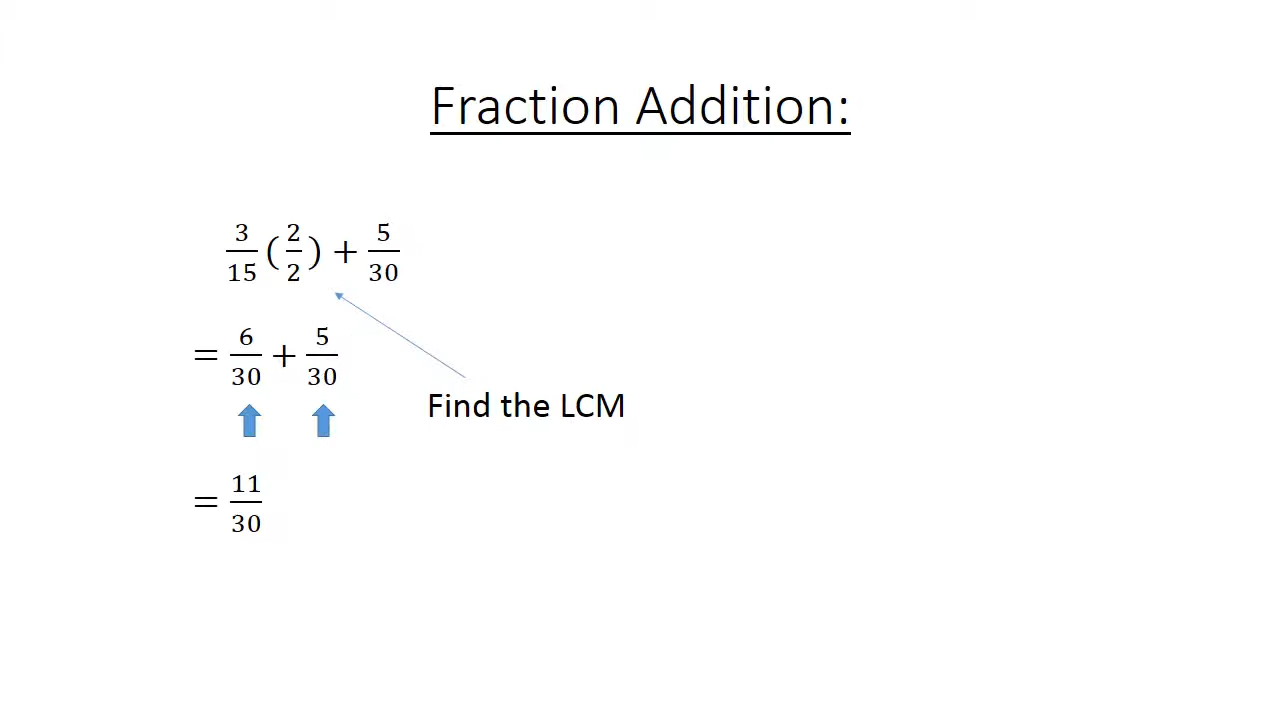 Fraction Addition:
3/15 (2/2) + 5/30
= 6/30 + 5/30
Find the LCM
= 11/30